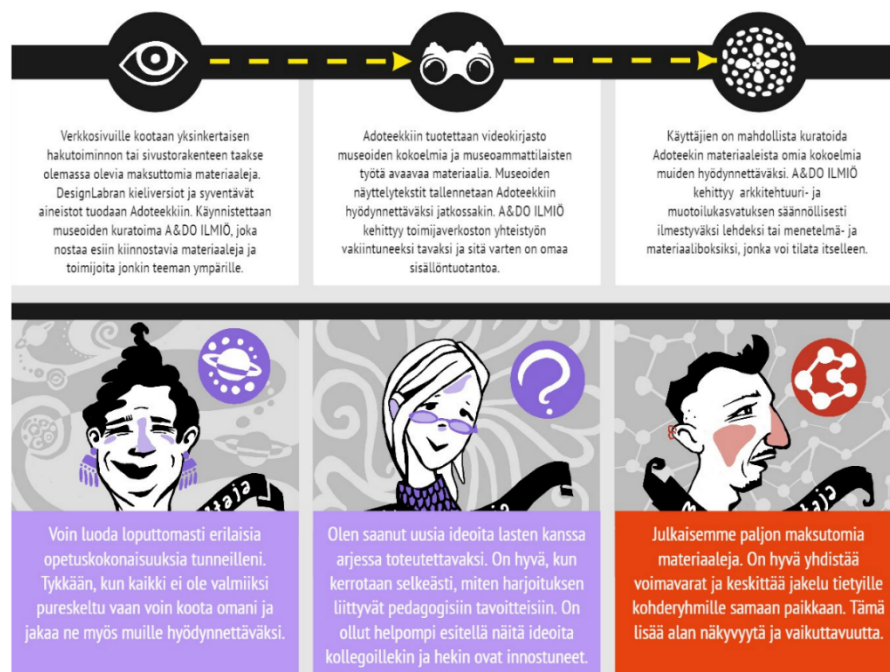 Verkkosivuille kootaan yksinkertaisen
hakutoiminnon tai sivustorakenteen taakse
olemassa olevia maksuttomia materiaaleja.
DesignLabran kieliversiot ja syventävät
aineistot tuodaan Adoteekkiin. Käynnistettaan
museoiden kuratoima A&DO ILMIÖ, joka
nostaa esiin kiinnostavia materiaaleja ja
toimijoita jonkin teeman ympärille.
Adoteekkiin tuotettaan videokirjasto
museoiden kokoelmia ja museoammattilaisten
työtä avaavaa materiaalia. Museoiden
näyttelytekstit tallennetaan Adoteekkiin
hyödynnettäväksi jatkossakin. A&DO ILMIÖ
kehittyy toimijaverkoston yhteistyön
vakiintuneeksi tavaksi ja sitä varten on omaa
sisällöntuotantoa.
Käyttäjien on mahdollista kuratoida
Adoteekin materiaaleista omia kokoelmia
muiden hyödynnettäväksi. A&DO ILMIÖ
kehittyy arkkitehtuuri- ja
muotoilukasvatuksen säännöllisesti
ilmestyväksi lehdeksi tai menetelmä- ja
materiaaliboksiksi, jonka voi tilata itselleen.
?
Voin luoda loputtomasti erilaisia
opetuskokonaisuuksia tunneilleni.
Tykkään, kun kaikki ei ole valmiiksi
pureskeltu vaan voin koota omani ja
jakaa ne myös muille hyödynnettäväksi.
Olen saanut uusia ideoita lasten kanssa
arjessa toteutettavaksi. On hyvä, kun
kerrotaan selkeästi, miten harjoituksen
liittyvät pedagogisiin tavoitteisiin. On
ollut helpompi esitellä näitä ideoita
kollegoillekin ja hekin ovat innostuneet.
Julkaisemme paljon maksutomia
materiaaleja. On hyvä yhdistää
voimavarat ja keskittää jakelu tietyille
kohderyhmille samaan paikkaan. Tämä
lisää alan näkyvyytä ja vaikuttavuutta.